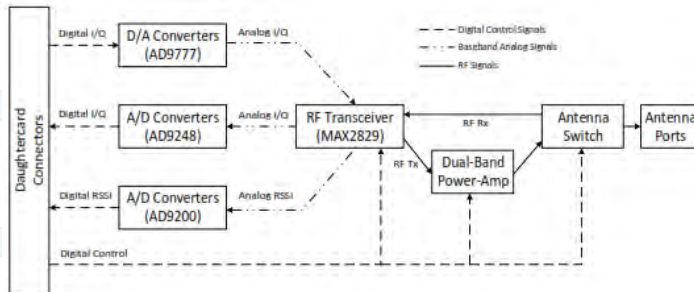 Daughtercard
Connectors
Digital I/Q
D/A Converters
(AD9777)
Analog I/Q
Digital Control Signals
Basgband Analog Signals
RF Signals
Digital I/Q
A/D Converters
(AD9248)
Analog I/Q
RF Transceiver
(MAX2829)
RF Rx
Antenna
Switch
Antenna
Ports
RF Tx
Dual-Band
Power-Amp
Digital RSSI
A/D Converters
(AD9200)
Analog RSSI
Digital Control